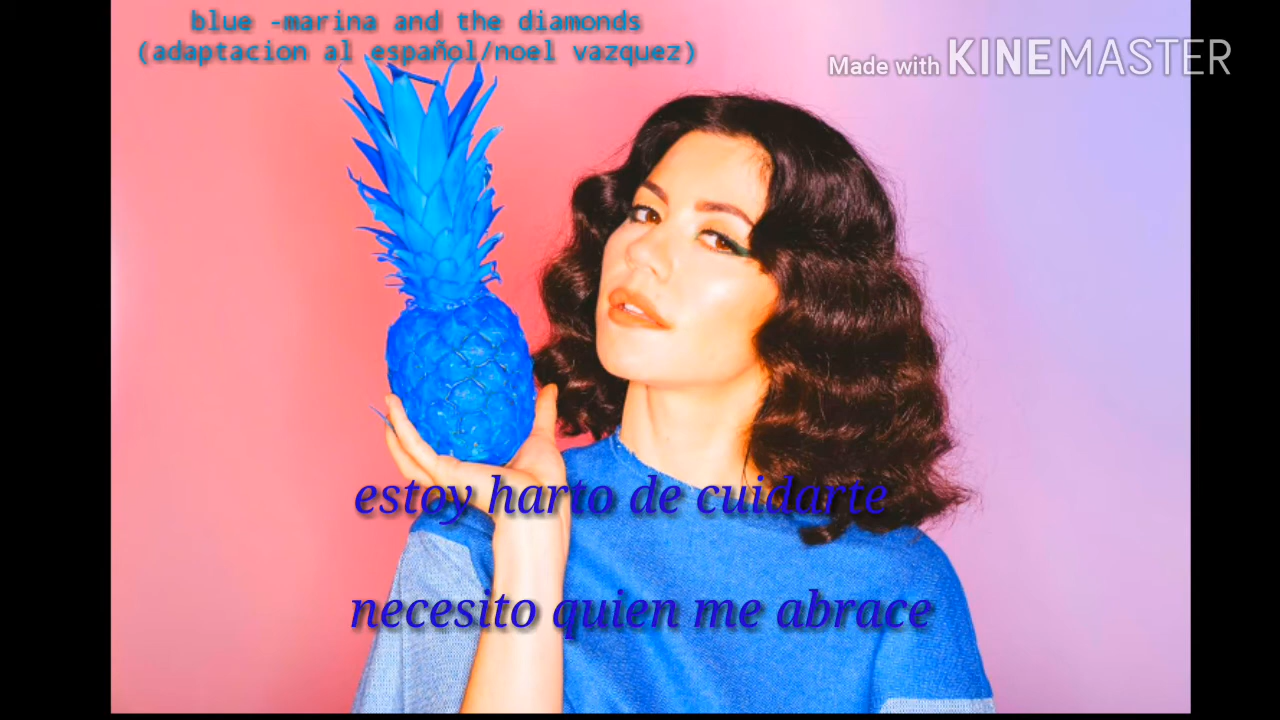 blue -marina and the diamonds
(adaptacion al español/noel vazquez)
Made with KINEMASTER
estoy harto de cuidarte
necesito quien me abrace